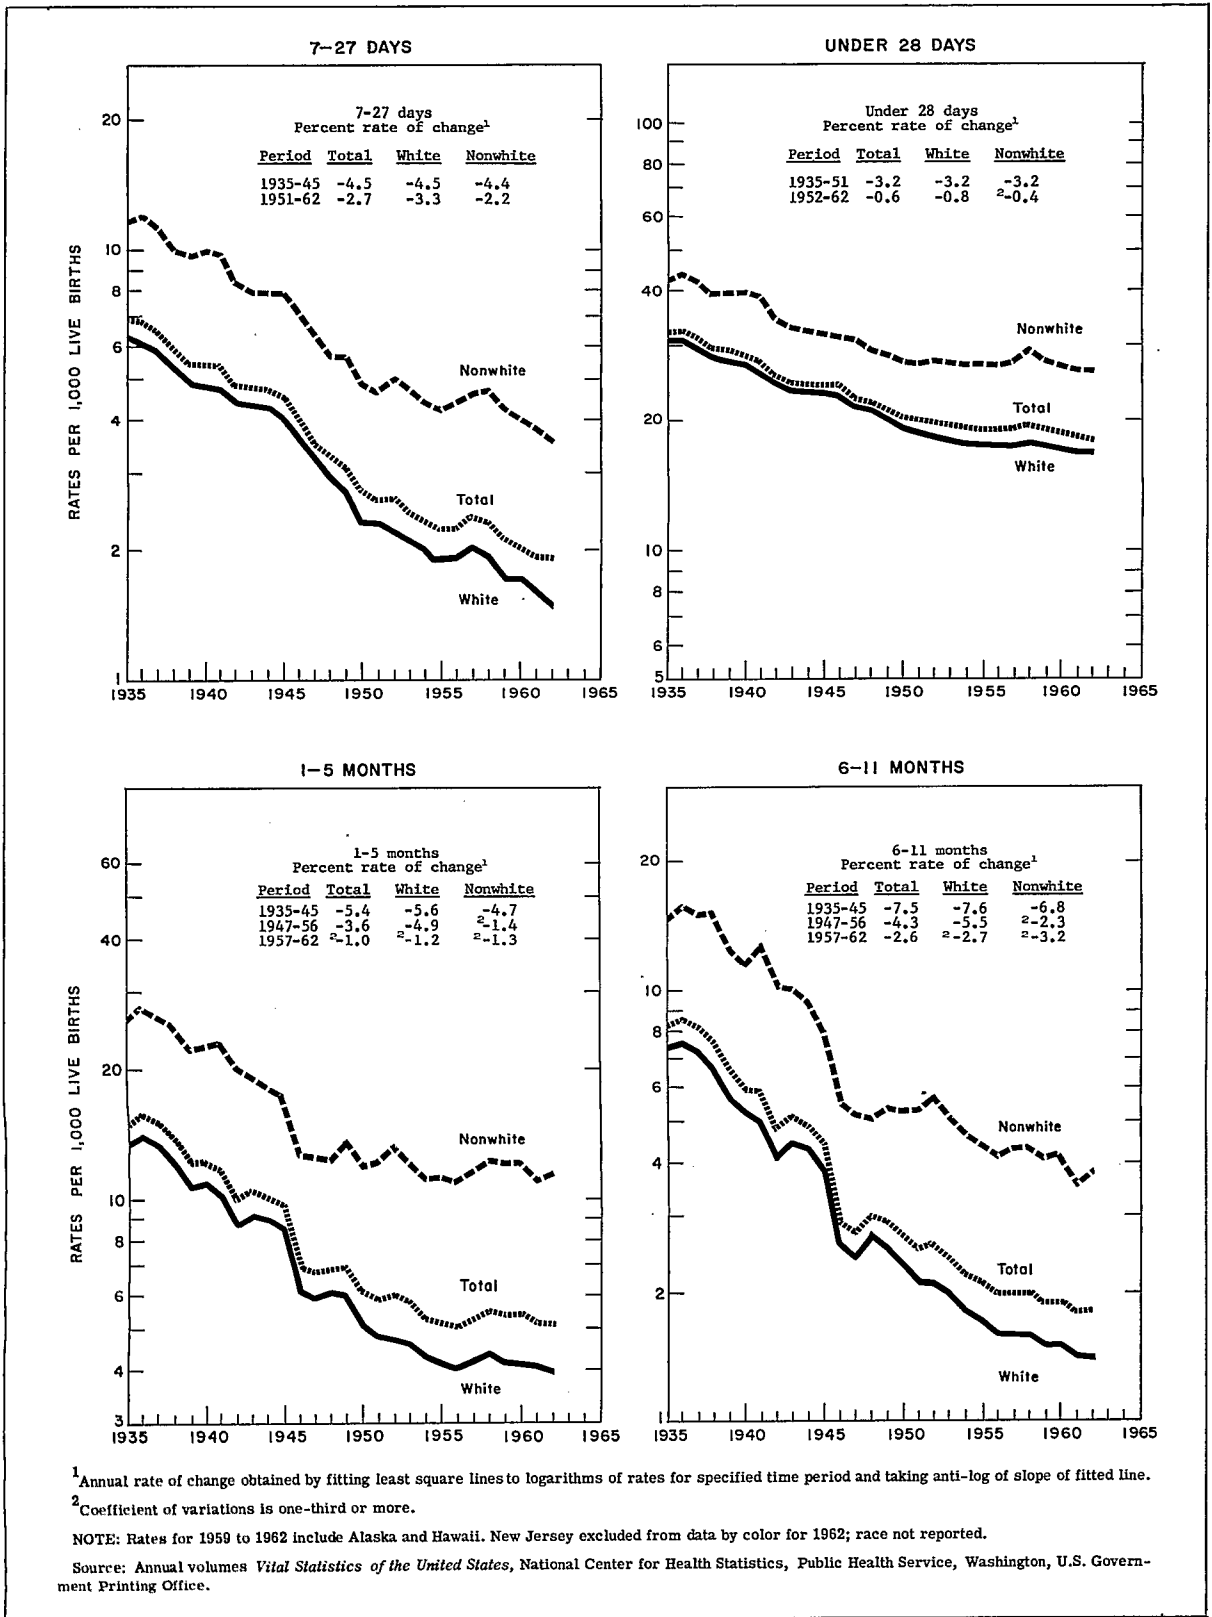 7–27 DAYS
7-27 days
Percent rate of change¹
Period Total White Nonwhite
1935-45 -4.5 -4.5 -4.4
1951-62 -2.7 -3.3 -2.2
RATES PER 1,000 LIVE BIRTHS
20
10
8
6
4
2
1
Nonwhite
Total
White
1935 1940 1945 1950 1955 1960 1965
UNDER 28 DAYS
Under 28 days
Percent rate of change¹
Period Total White Nonwhite
1935-51 -3.2 -3.2 -3.2
1952-62 -0.6 -0.8 ²-0.4
100
80
60
40
20
10
8
6
5
Nonwhite
Total
White
1935 1940 1945 1950 1955 1960 1965
1–5 MONTHS
1-5 months
Percent rate of change¹
Period Total White Nonwhite
1935-45 -5.4 -5.6 -4.7
1947-56 -3.6 -4.9 ²-1.4
1957-62 ²-1.0 ²-1.2 ²-1.3
RATES PER 1,000 LIVE BIRTHS
60
40
20
10
8
6
4
3
Nonwhite
Total
White
1935 1940 1945 1950 1955 1960 1965
6–11 MONTHS
6-11 months
Percent rate of change¹
Period Total White Nonwhite
1935-45 -7.5 -7.6 -6.8
1947-56 -4.3 -5.5 ²-2.3
1957-62 -2.6 ²-2.7 ²-3.2
20
10
8
6
4
2
1
Nonwhite
Total
White
1935 1940 1945 1950 1955 1960 1965
¹Annual rate of change obtained by fitting least square lines to logarithms of rates for specified time period and taking anti-log of slope of fitted line.
²Coefficient of variations is one-third or more.
NOTE: Rates for 1959 to 1962 include Alaska and Hawaii. New Jersey excluded from data by color for 1962; race not reported.
Source: Annual volumes Vital Statistics of the United States, National Center for Health Statistics, Public Health Service, Washington, U.S. Govern-
ment Printing Office.